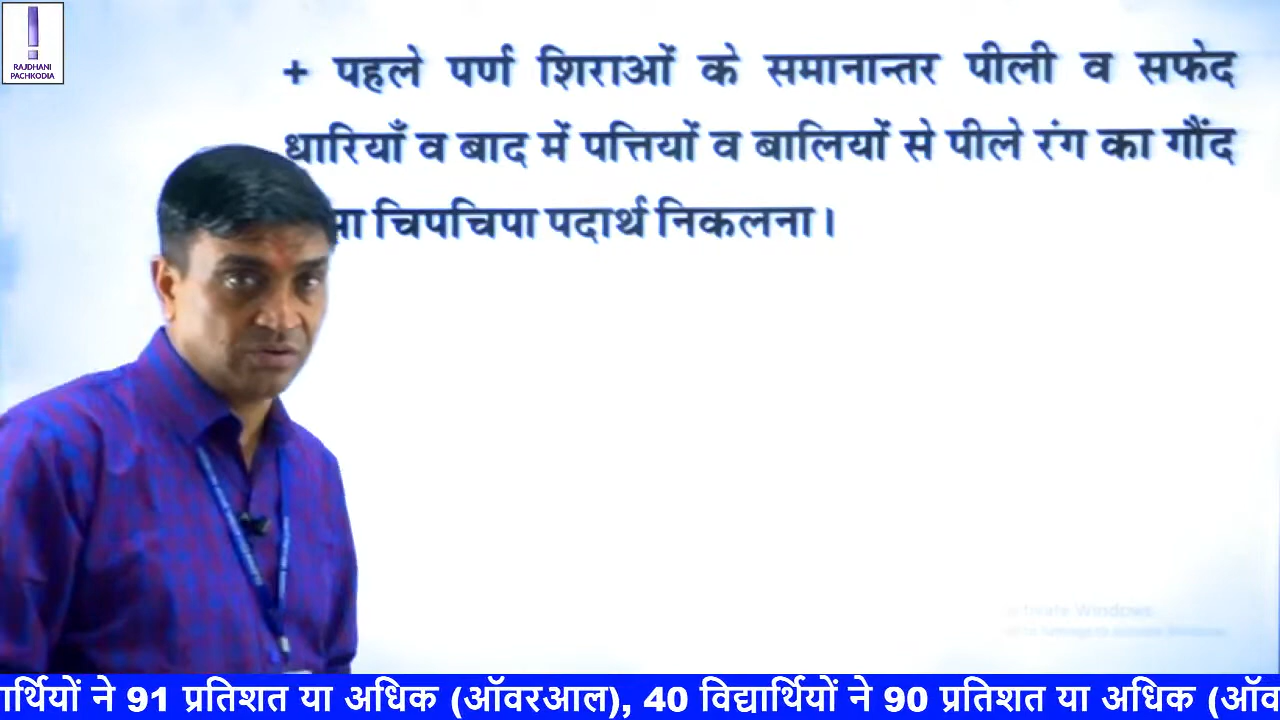 RAJDHANI
PACHKODIA
+ पहले पर्ण शिराओं के समानान्तर पीली व सफेद
धारियाँ व बाद में पत्तियों व बालियों से पीले रंग का गौंद
चिपचिपा पदार्थ निकलना।
Windows
ने 91 प्रतिशत या अधिक (ऑवरआल), 40 विद्यार्थियों ने 90 प्रतिशत या अधिक